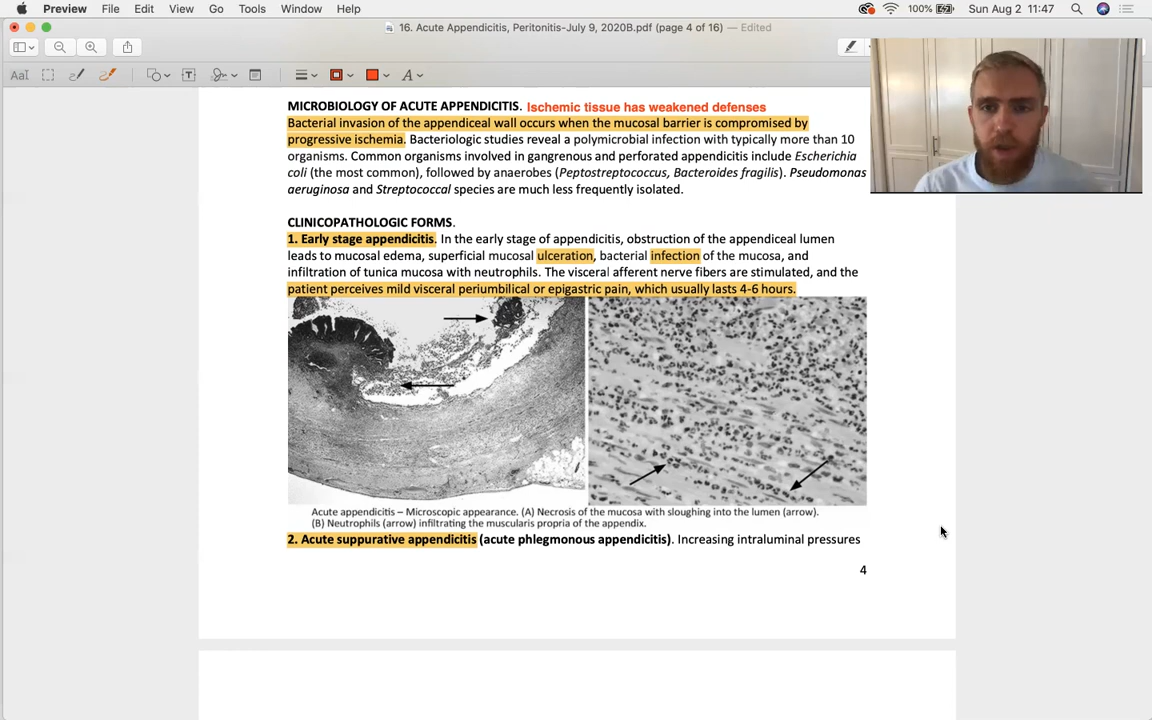 Preview File Edit View Go Tools Window Help 100% Sun Aug 2 11:47
16. Acute Appendicitis, Peritonitis-July 9, 2020B.pdf (page 4 of 16) — Edited
AaI T A
MICROBIOLOGY OF ACUTE APPENDICITIS. Ischemic tissue has weakened defenses
Bacterial invasion of the appendiceal wall occurs when the mucosal barrier is compromised by
progressive ischemia. Bacteriologic studies reveal a polymicrobial infection with typically more than 10
organisms. Common organisms involved in gangrenous and perforated appendicitis include Escherichia
coli (the most common), followed by anaerobes (Peptostreptococcus, Bacteroides fragilis). Pseudomonas
aeruginosa and Streptococcal species are much less frequently isolated.
CLINICOPATHOLOGIC FORMS.
1. Early stage appendicitis. In the early stage of appendicitis, obstruction of the appendiceal lumen
leads to mucosal edema, superficial mucosal ulceration, bacterial infection of the mucosa, and
infiltration of tunica mucosa with neutrophils. The visceral afferent nerve fibers are stimulated, and the
patient perceives mild visceral periumbilical or epigastric pain, which usually lasts 4-6 hours.
Acute appendicitis – Microscopic appearance. (A) Necrosis of the mucosa with sloughing into the lumen (arrow).
(B) Neutrophils (arrow) infiltrating the muscularis propria of the appendix.
2. Acute suppurative appendicitis (acute phlegmonous appendicitis). Increasing intraluminal pressures
4